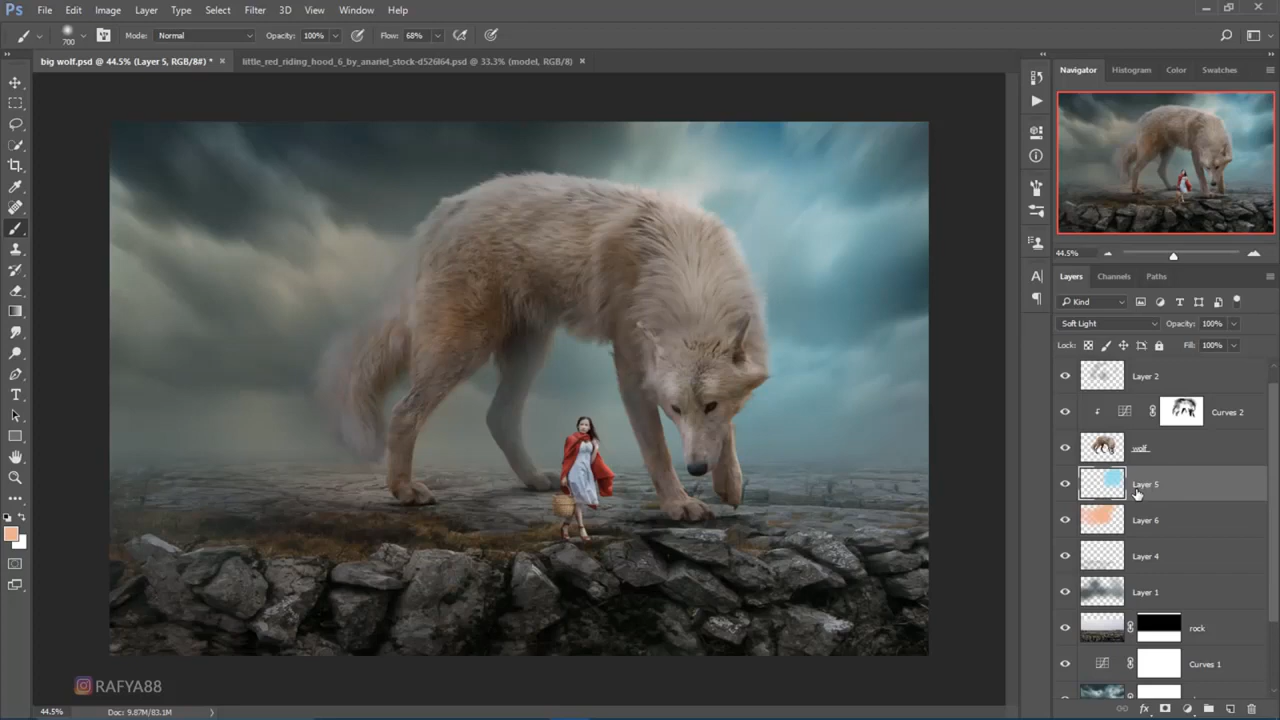 Ps File Edit Image Layer Type Select Filter 3D View Window Help
700 Mode: Normal Opacity: 100% Flow: 68%
big wolf.psd @ 44.5% (Layer 5, RGB/8#) * × little_red_riding_hood_6_by_anariel_stock-d526l64.psd @ 33.3% (model, RGB/8) ×
Navigator Histogram Color Swatches
44.5%
Layers Channels Paths
Kind
Soft Light Opacity: 100%
Lock: Fill: 100%
Layer 2
Curves 2
wolf
Layer 5
Layer 6
Layer 4
Layer 1
rock
Curves 1
RAFYA88
44.5% Doc: 9.87M/83.1M